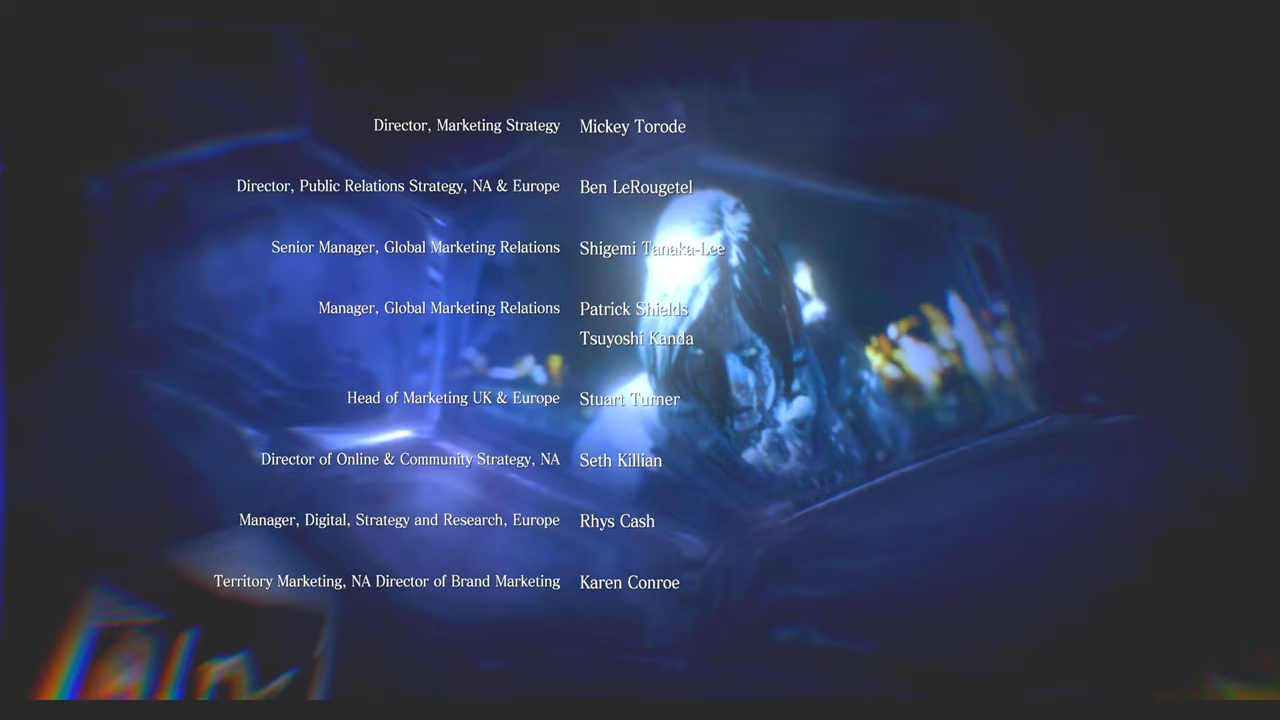 Director, Marketing Strategy Mickey Torode
Director, Public Relations Strategy, NA & Europe Ben LeRougetel
Senior Manager, Global Marketing Relations Shigemi Tanaka-Lee
Manager, Global Marketing Relations Patrick Shields
Tsuyoshi Kanda
Head of Marketing UK & Europe Stuart Turner
Director of Online & Community Strategy, NA Seth Killian
Manager, Digital, Strategy and Research, Europe Rhys Cash
Territory Marketing, NA Director of Brand Marketing Karen Conroe